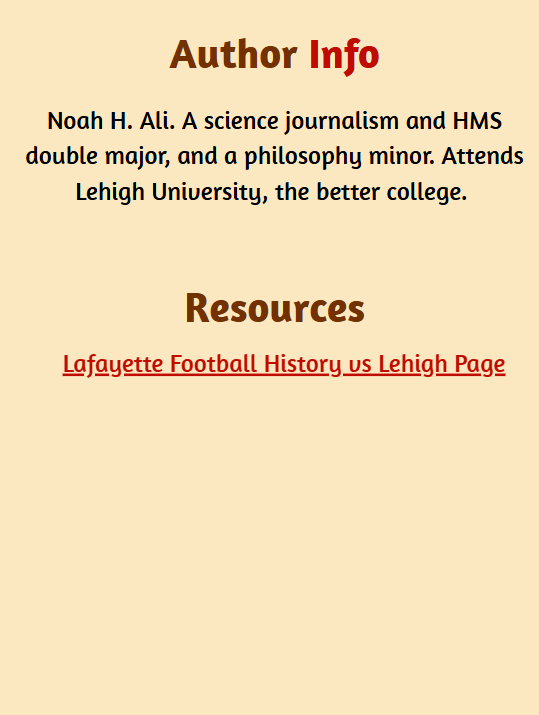 Author Info
Noah H. Ali. A science journalism and HMS
double major, and a philosophy minor. Attends
Lehigh University, the better college.
Resources
Lafayette Football History vs Lehigh Page